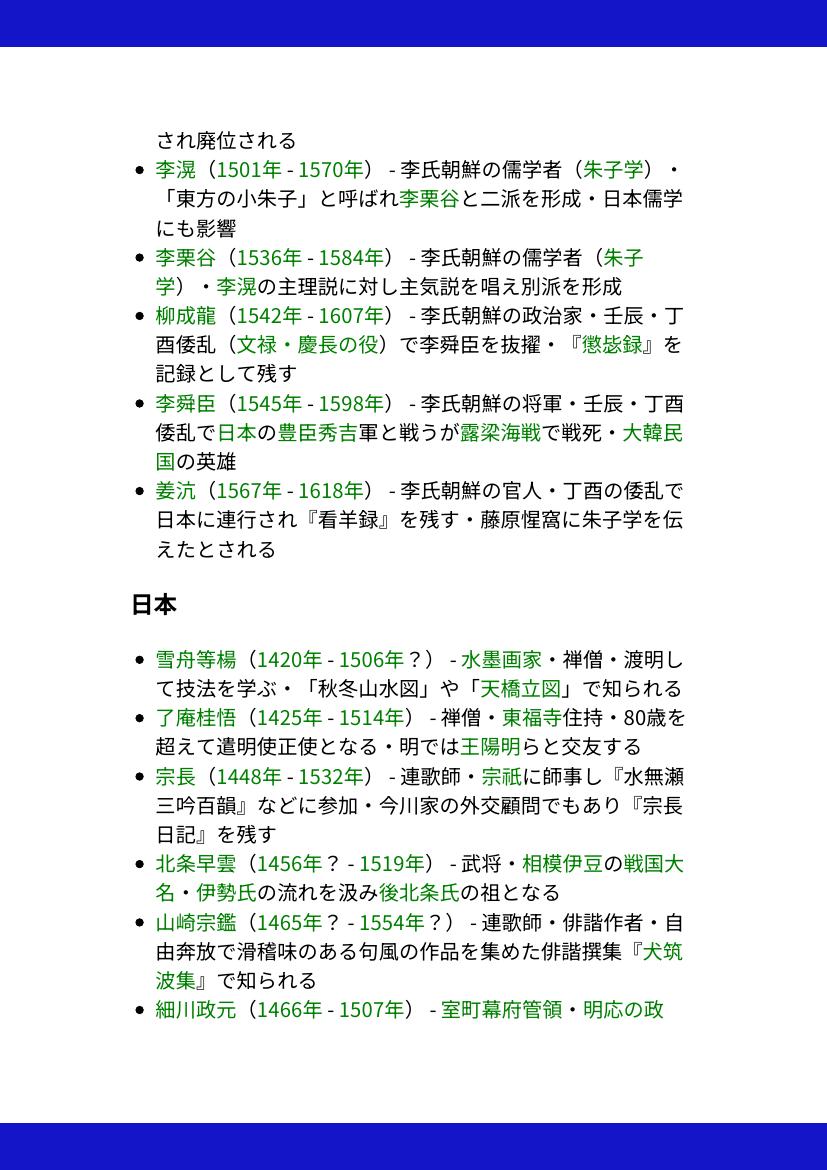 され廃位される
• 李滉（1501年 - 1570年） - 李氏朝鮮の儒学者（朱子学）・
「東方の小朱子」と呼ばれ李栗谷と二派を形成・日本儒学
にも影響
• 李栗谷（1536年 - 1584年） - 李氏朝鮮の儒学者（朱子
学）・李滉の主理説に対し主気説を唱え別派を形成
• 柳成龍（1542年 - 1607年） - 李氏朝鮮の政治家・壬辰・丁
酉倭乱（文禄・慶長の役）で李舜臣を抜擢・『懲毖録』を
記録として残す
• 李舜臣（1545年 - 1598年） - 李氏朝鮮の将軍・壬辰・丁酉
倭乱で日本の豊臣秀吉軍と戦うが露梁海戦で戦死・大韓民
国の英雄
• 姜沆（1567年 - 1618年） - 李氏朝鮮の官人・丁酉の倭乱で
日本に連行され『看羊録』を残す・藤原惺窩に朱子学を伝
えたとされる
日本
• 雪舟等楊（1420年 - 1506年？） - 水墨画家・禅僧・渡明し
て技法を学ぶ・「秋冬山水図」や「天橋立図」で知られる
• 了庵桂悟（1425年 - 1514年） - 禅僧・東福寺住持・80歳を
超えて遣明使正使となる・明では王陽明らと交友する
• 宗長（1448年 - 1532年） - 連歌師・宗祇に師事し『水無瀬
三吟百韻』などに参加・今川家の外交顧問でもあり『宗長
日記』を残す
• 北条早雲（1456年？ - 1519年） - 武将・相模伊豆の戦国大
名・伊勢氏の流れを汲み後北条氏の祖となる
• 山崎宗鑑（1465年？ - 1554年？） - 連歌師・俳諧作者・自
由奔放で滑稽味のある句風の作品を集めた俳諧撰集『犬筑
波集』で知られる
• 細川政元（1466年 - 1507年） - 室町幕府管領・明応の政